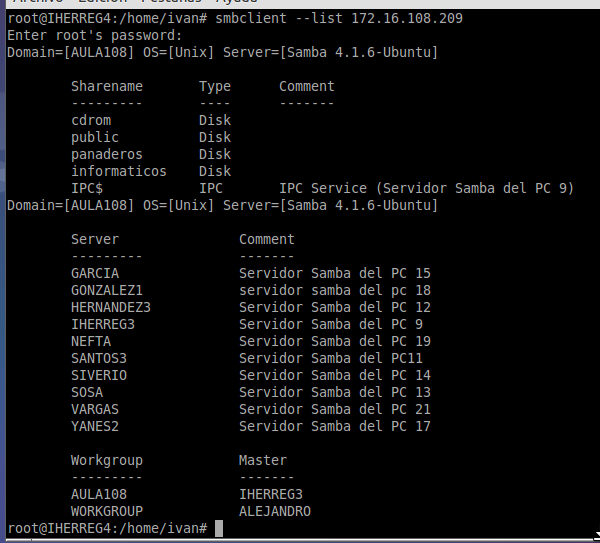 Archivo Edición Pestañas Ayuda
root@IHERREG4:/home/ivan# smbclient --list 172.16.108.209
Enter root's password:
Domain=[AULA108] OS=[Unix] Server=[Samba 4.1.6-Ubuntu]
Sharename Type Comment
--------- ---- -------
cdrom Disk
public Disk
panaderos Disk
informaticos Disk
IPC$ IPC IPC Service (Servidor Samba del PC 9)
Domain=[AULA108] OS=[Unix] Server=[Samba 4.1.6-Ubuntu]
Server Comment
--------- -------
GARCIA Servidor Samba del PC 15
GONZALEZ1 servidor samba del pc 18
HERNANDEZ3 Servidor Samba del PC 12
IHERREG3 Servidor Samba del PC 9
NEFTA Servidor Samba del PC 19
SANTOS3 Servidor Samba del PC11
SIVERIO Servidor Samba del PC 14
SOSA Servidor Samba del PC 13
VARGAS Servidor Samba del PC 21
YANES2 Servidor Samba del PC 17
Workgroup Master
--------- -------
AULA108 IHERREG3
WORKGROUP ALEJANDRO
root@IHERREG4:/home/ivan#